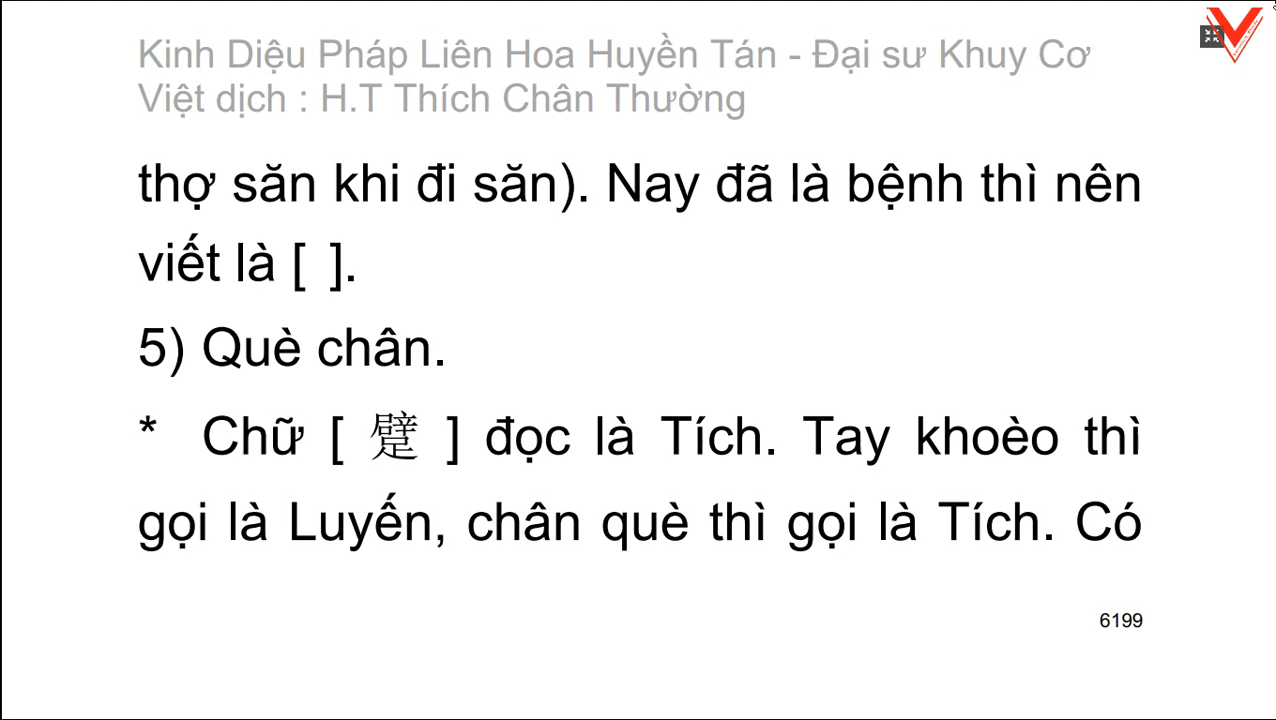 Kinh Diệu Pháp Liên Hoa Huyền Tán - Đại sư Khuy Cơ
Việt dịch : H.T Thích Chân Thường
thợ săn khi đi săn). Nay đã là bệnh thì nên
viết là [ ].
5) Què chân.
* Chữ [ 躄 ] đọc là Tích. Tay khoèo thì
gọi là Luyến, chân què thì gọi là Tích. Có
6199